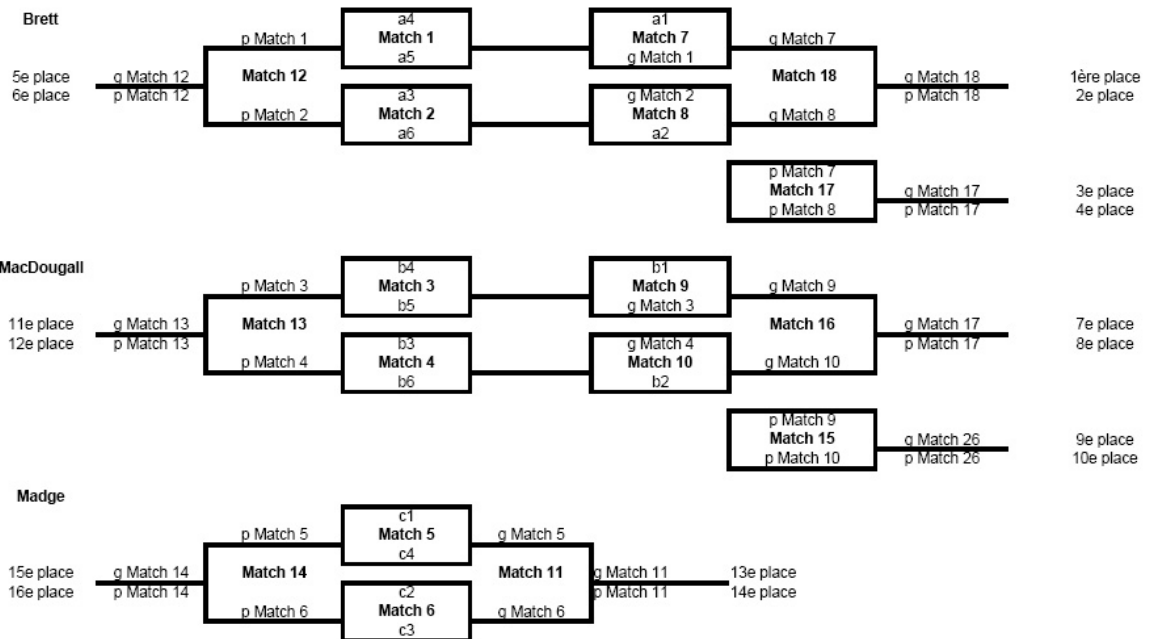 Brett
a4
a1
p Match 1
Match 1
Match 7
g Match 7
a5
g Match 1
5e place
g Match 12
Match 12
Match 18
g Match 18
1ère place
6e place
p Match 12
p Match 18
2e place
a3
g Match 2
p Match 2
Match 2
Match 8
g Match 8
a6
a2
p Match 7
Match 17
g Match 17
3e place
p Match 8
p Match 17
4e place
MacDougall
b4
b1
p Match 3
Match 3
Match 9
g Match 9
b5
g Match 3
11e place
g Match 13
Match 13
Match 16
g Match 17
7e place
12e place
p Match 13
p Match 17
8e place
b3
g Match 4
p Match 4
Match 4
Match 10
g Match 10
b6
b2
p Match 9
Match 15
g Match 26
9e place
p Match 10
p Match 26
10e place
Madge
c1
p Match 5
Match 5
g Match 5
c4
15e place
g Match 14
Match 14
Match 11
g Match 11
13e place
16e place
p Match 14
p Match 11
14e place
c2
p Match 6
Match 6
g Match 6
c3